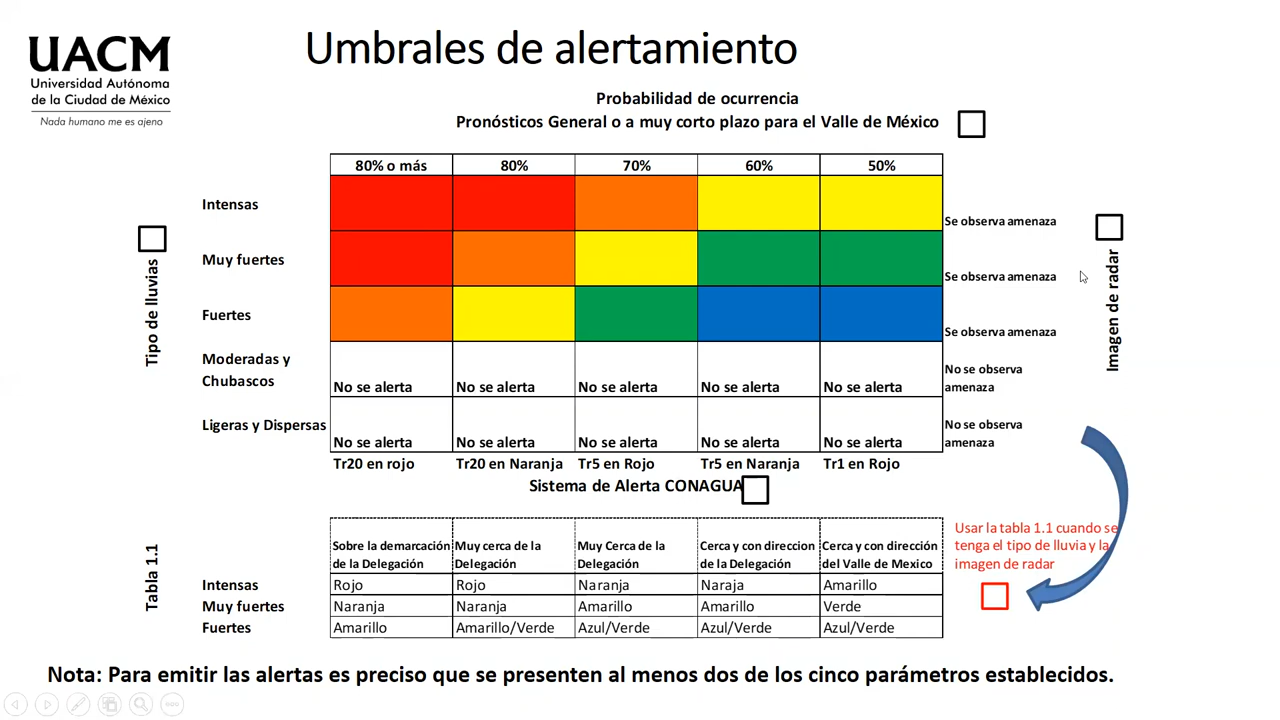 UACM
Universidad Autónoma
de la Ciudad de México
Nada humano me es ajeno
Umbrales de alertamiento
Probabilidad de ocurrencia
Pronósticos General o a muy corto plazo para el Valle de México
80% o más 80% 70% 60% 50%
Intensas
Se observa amenaza
Muy fuertes
Se observa amenaza
Fuertes
Se observa amenaza
Tipo de lluvias
Imagen de radar
Moderadas y
Chubascos
No se alerta No se alerta No se alerta No se alerta No se alerta
No se observa
amenaza
Ligeras y Dispersas
No se alerta No se alerta No se alerta No se alerta No se alerta
No se observa
amenaza
Tr20 en rojo Tr20 en Naranja Tr5 en Rojo Tr5 en Naranja Tr1 en Rojo
Sistema de Alerta CONAGUA
Tabla 1.1
Sobre la demarcación Muy cerca de la Muy Cerca de la Cerca y con direccion Cerca y con dirección
de la Delegación Delegación Delegación de la Delegación del Valle de Mexico
Intensas Rojo Rojo Naranja Naraja Amarillo
Muy fuertes Naranja Naranja Amarillo Amarillo Verde
Fuertes Amarillo Amarillo/Verde Azul/Verde Azul/Verde Azul/Verde
Usar la tabla 1.1 cuando se
tenga el tipo de lluvia y la
imagen de radar
Nota: Para emitir las alertas es preciso que se presenten al menos dos de los cinco parámetros establecidos.